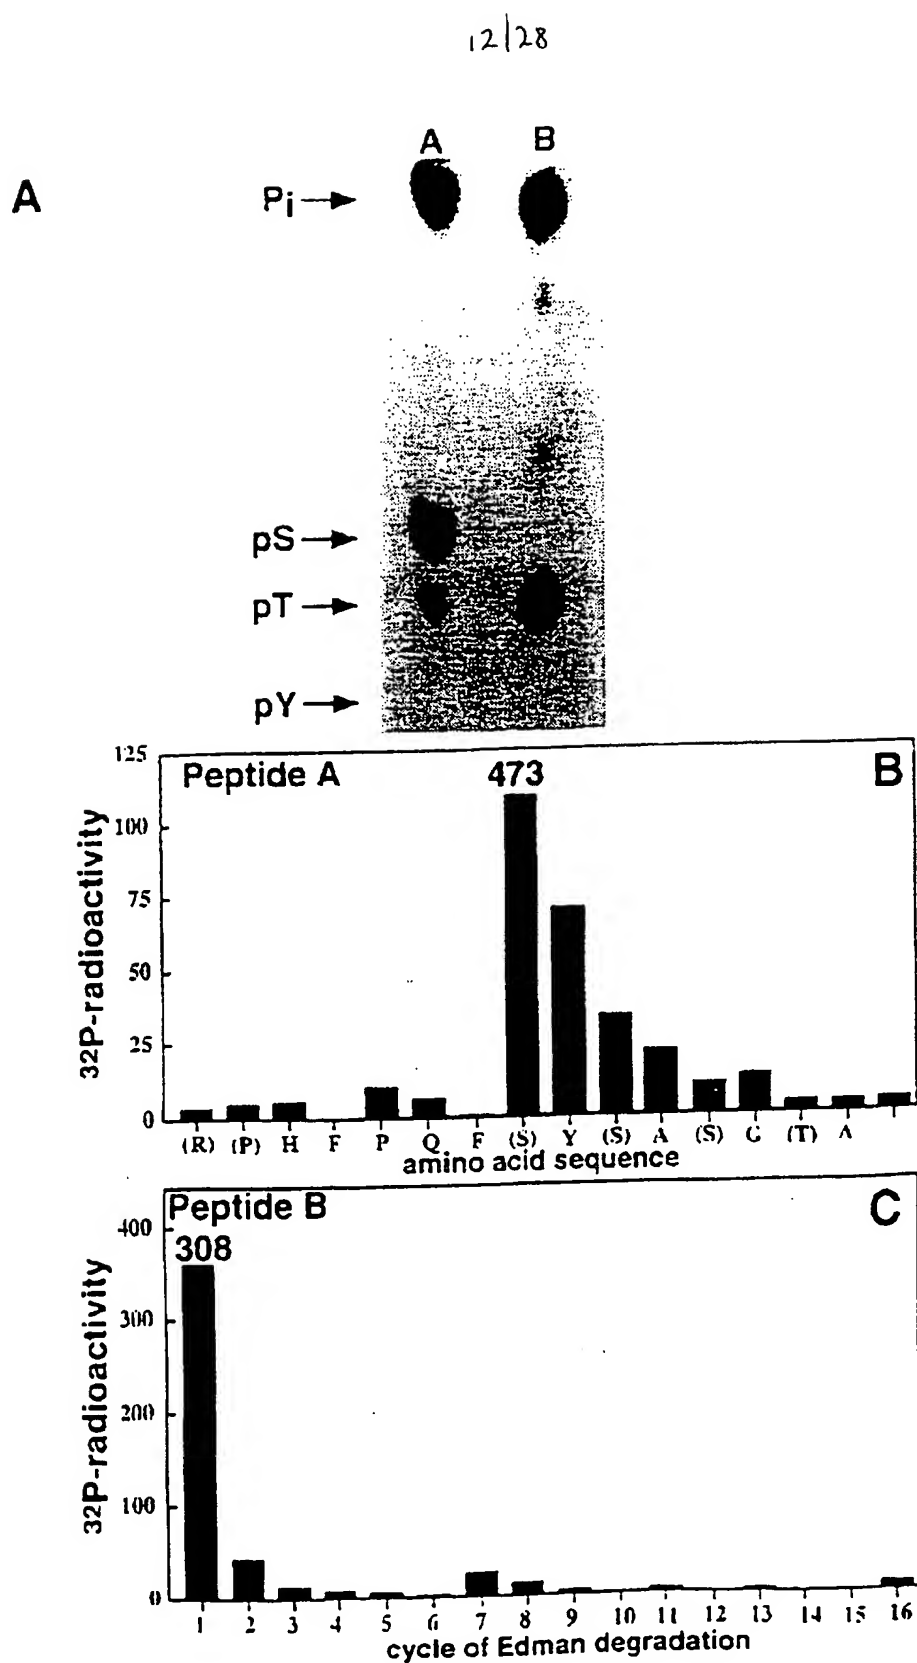 12/28
A B
A
Pi
pS
pT
pY
125
100
75
50
25
0
Peptide A 473 B
32P-radioactivity
(R) (P) H F P Q F (S) Y (S) A (S) G (T) A
amino acid sequence
Peptide B C
308
400
300
200
100
0
32P-radioactivity
1 2 3 4 5 6 7 8 9 10 11 12 13 14 15 16
cycle of Edman degradation